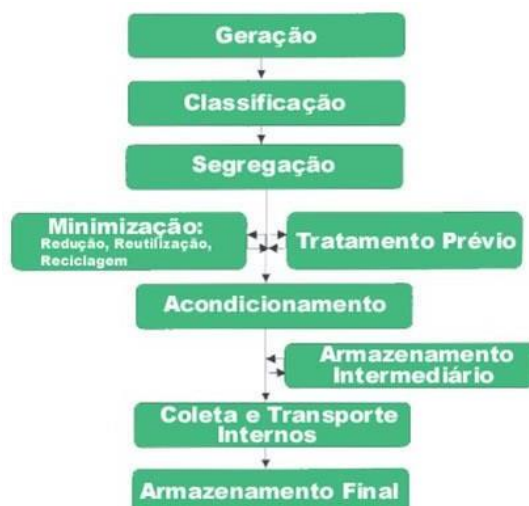 Geração
Classificação
Segregação
Minimização:
Redução, Reutilização,
Reciclagem
Tratamento Prévio
Acondicionamento
Armazenamento
Intermediário
Coleta e Transporte
Internos
Armazenamento Final